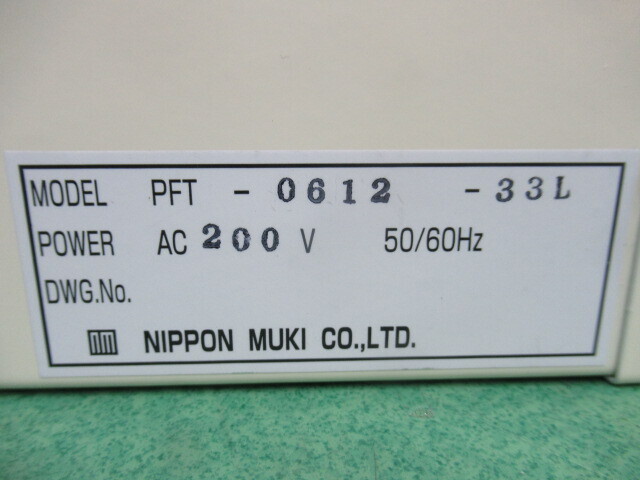 MODEL PFT - 0612 - 33L
POWER AC 200 V 50/60Hz
DWG.No.
NIPPON MUKI CO.,LTD.